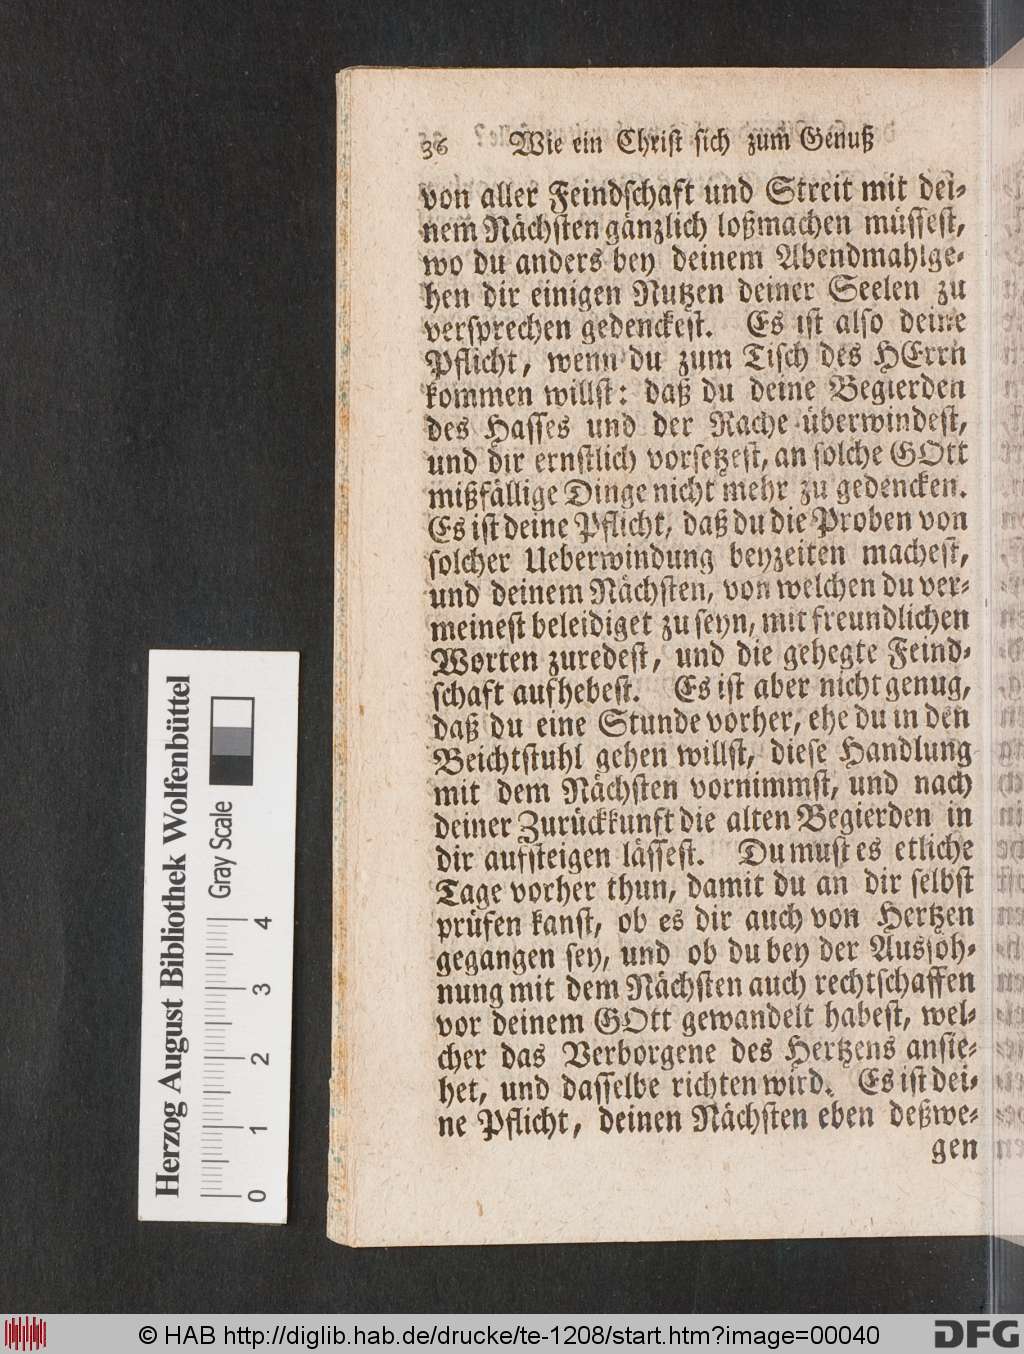 36 Wie ein Christ sich zum Genuß
von aller Feindschaft und Streit mit dei-
nem Nächsten gänzlich loßmachen müssest,
wo du anders bey deinem Abendmahlge-
hen dir einigen Nutzen deiner Seelen zu
versprechen gedenckest. Es ist also deine
Pflicht, wenn du zum Tisch des HErrn
kommen willst: daß du deine Begierden
des Hasses und der Rache überwindest,
und dir ernstlich vorsetzest, an solche GOtt
mißfällige Dinge nicht mehr zu gedencken.
Es ist deine Pflicht, daß du die Proben von
solcher Ueberwindung beyzeiten machest,
und deinem Nächsten, von welchen du ver-
meinest beleidiget zu seyn, mit freundlichen
Worten zuredest, und die gehegte Feind-
schaft aufhebest. Es ist aber nicht genug,
daß du eine Stunde vorher, ehe du in den
Beichtstuhl gehen willst, diese Handlung
mit dem Nächsten vornimmst, und nach
deiner Zurückkunft die alten Begierden in
dir aufsteigen lässest. Du must es etliche
Tage vorher thun, damit du an dir selbst
prüfen kanst, ob es dir auch von Hertzen
gegangen sey, und ob du bey der Aussöh-
nung mit dem Nächsten auch rechtschaffen
vor deinem GOtt gewandelt habest, wel-
cher das Verborgene des Hertzens ansie-
het, und dasselbe richten wird. Es ist dei-
ne Pflicht, deinen Nächsten eben deßwe-
gen
Herzog August Bibliothek Wolfenbüttel
Gray Scale
0 1 2 3 4
© HAB http://diglib.hab.de/drucke/te-1208/start.htm?image=00040
DFG